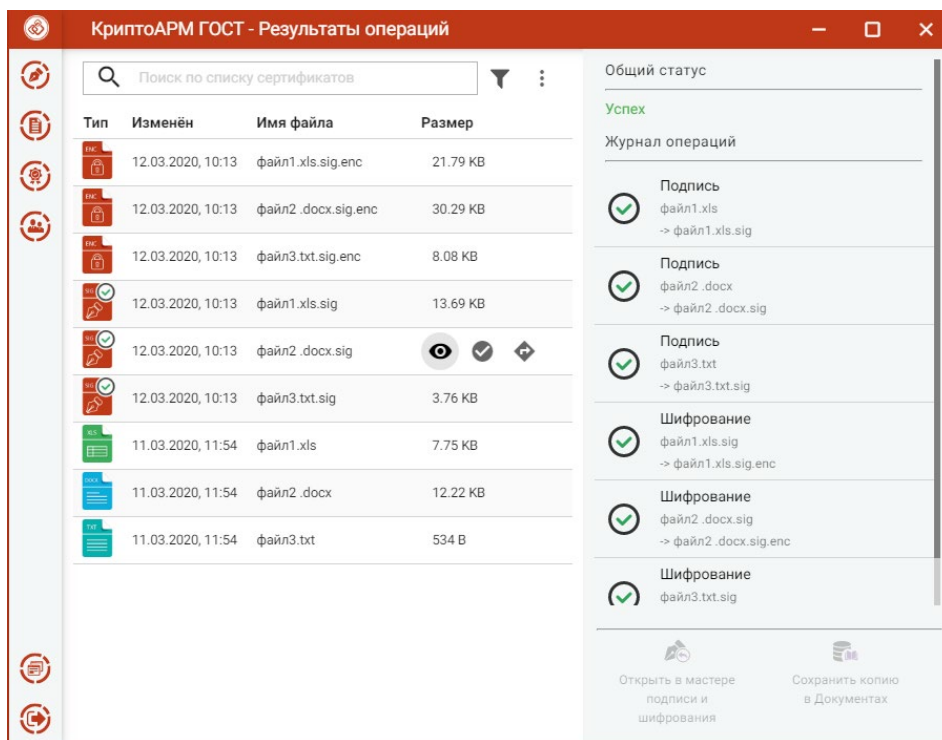 КриптоАРМ ГОСТ - Результаты операций
Поиск по списку сертификатов
Тип Изменён Имя файла Размер
ENC 12.03.2020, 10:13 файл1.xls.sig.enc 21.79 KB
ENC 12.03.2020, 10:13 файл2 .docx.sig.enc 30.29 KB
ENC 12.03.2020, 10:13 файл3.txt.sig.enc 8.08 KB
SIG 12.03.2020, 10:13 файл1.xls.sig 13.69 KB
SIG 12.03.2020, 10:13 файл2 .docx.sig
SIG 12.03.2020, 10:13 файл3.txt.sig 3.76 KB
XLS 11.03.2020, 11:54 файл1.xls 7.75 KB
DOCX 11.03.2020, 11:54 файл2 .docx 12.22 KB
TXT 11.03.2020, 11:54 файл3.txt 534 B
Общий статус
Успех
Журнал операций
Подпись
файл1.xls
-> файл1.xls.sig
Подпись
файл2 .docx
-> файл2 .docx.sig
Подпись
файл3.txt
-> файл3.txt.sig
Шифрование
файл1.xls.sig
-> файл1.xls.sig.enc
Шифрование
файл2 .docx.sig
-> файл2 .docx.sig.enc
Шифрование
файл3.txt.sig
Открыть в мастере
подписи и
шифрования
Сохранить копию
в Документах